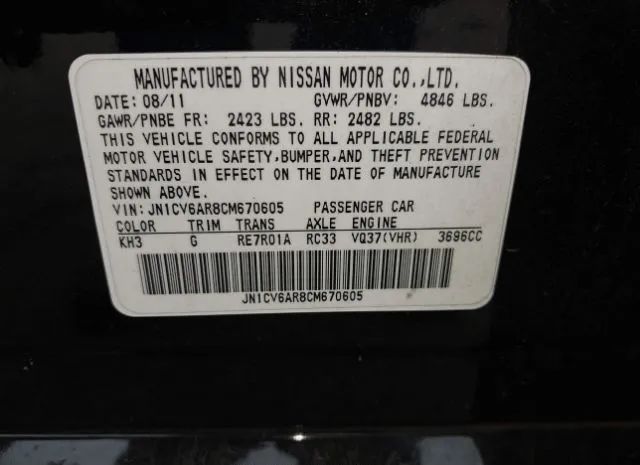 MANUFACTURED BY NISSAN MOTOR CO.,LTD.
DATE: 08/11 GVWR/PNBV: 4846 LBS.
GAWR/PNBE FR: 2423 LBS. RR: 2482 LBS.
THIS VEHICLE CONFORMS TO ALL APPLICABLE FEDERAL
MOTOR VEHICLE SAFETY,BUMPER,AND THEFT PREVENTION
STANDARDS IN EFFECT ON THE DATE OF MANUFACTURE
SHOWN ABOVE.
VIN: JN1CV6AR8CM670605 PASSENGER CAR
COLOR TRIM TRANS AXLE ENGINE
KH3 G RE7R01A RC33 VQ37(VHR) 3696CC
JN1CV6AR8CM670605